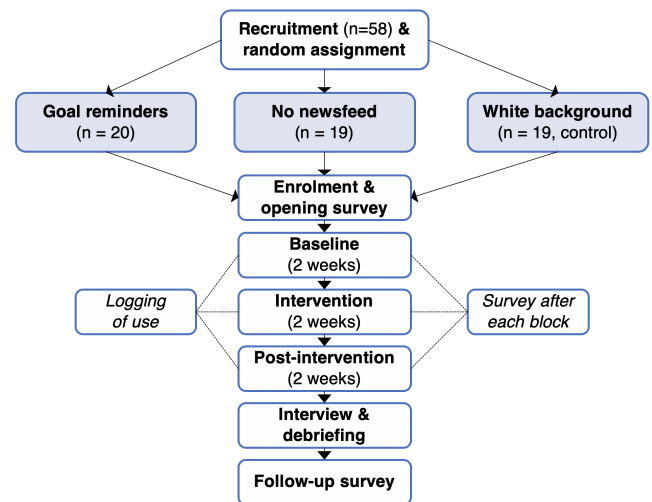 Recruitment (n=58) &
random assignment
Goal reminders
(n = 20)
No newsfeed
(n = 19)
White background
(n = 19, control)
Enrolment &
opening survey
Baseline
(2 weeks)
Logging
of use
Intervention
(2 weeks)
Survey after
each block
Post-intervention
(2 weeks)
Interview &
debriefing
Follow-up survey